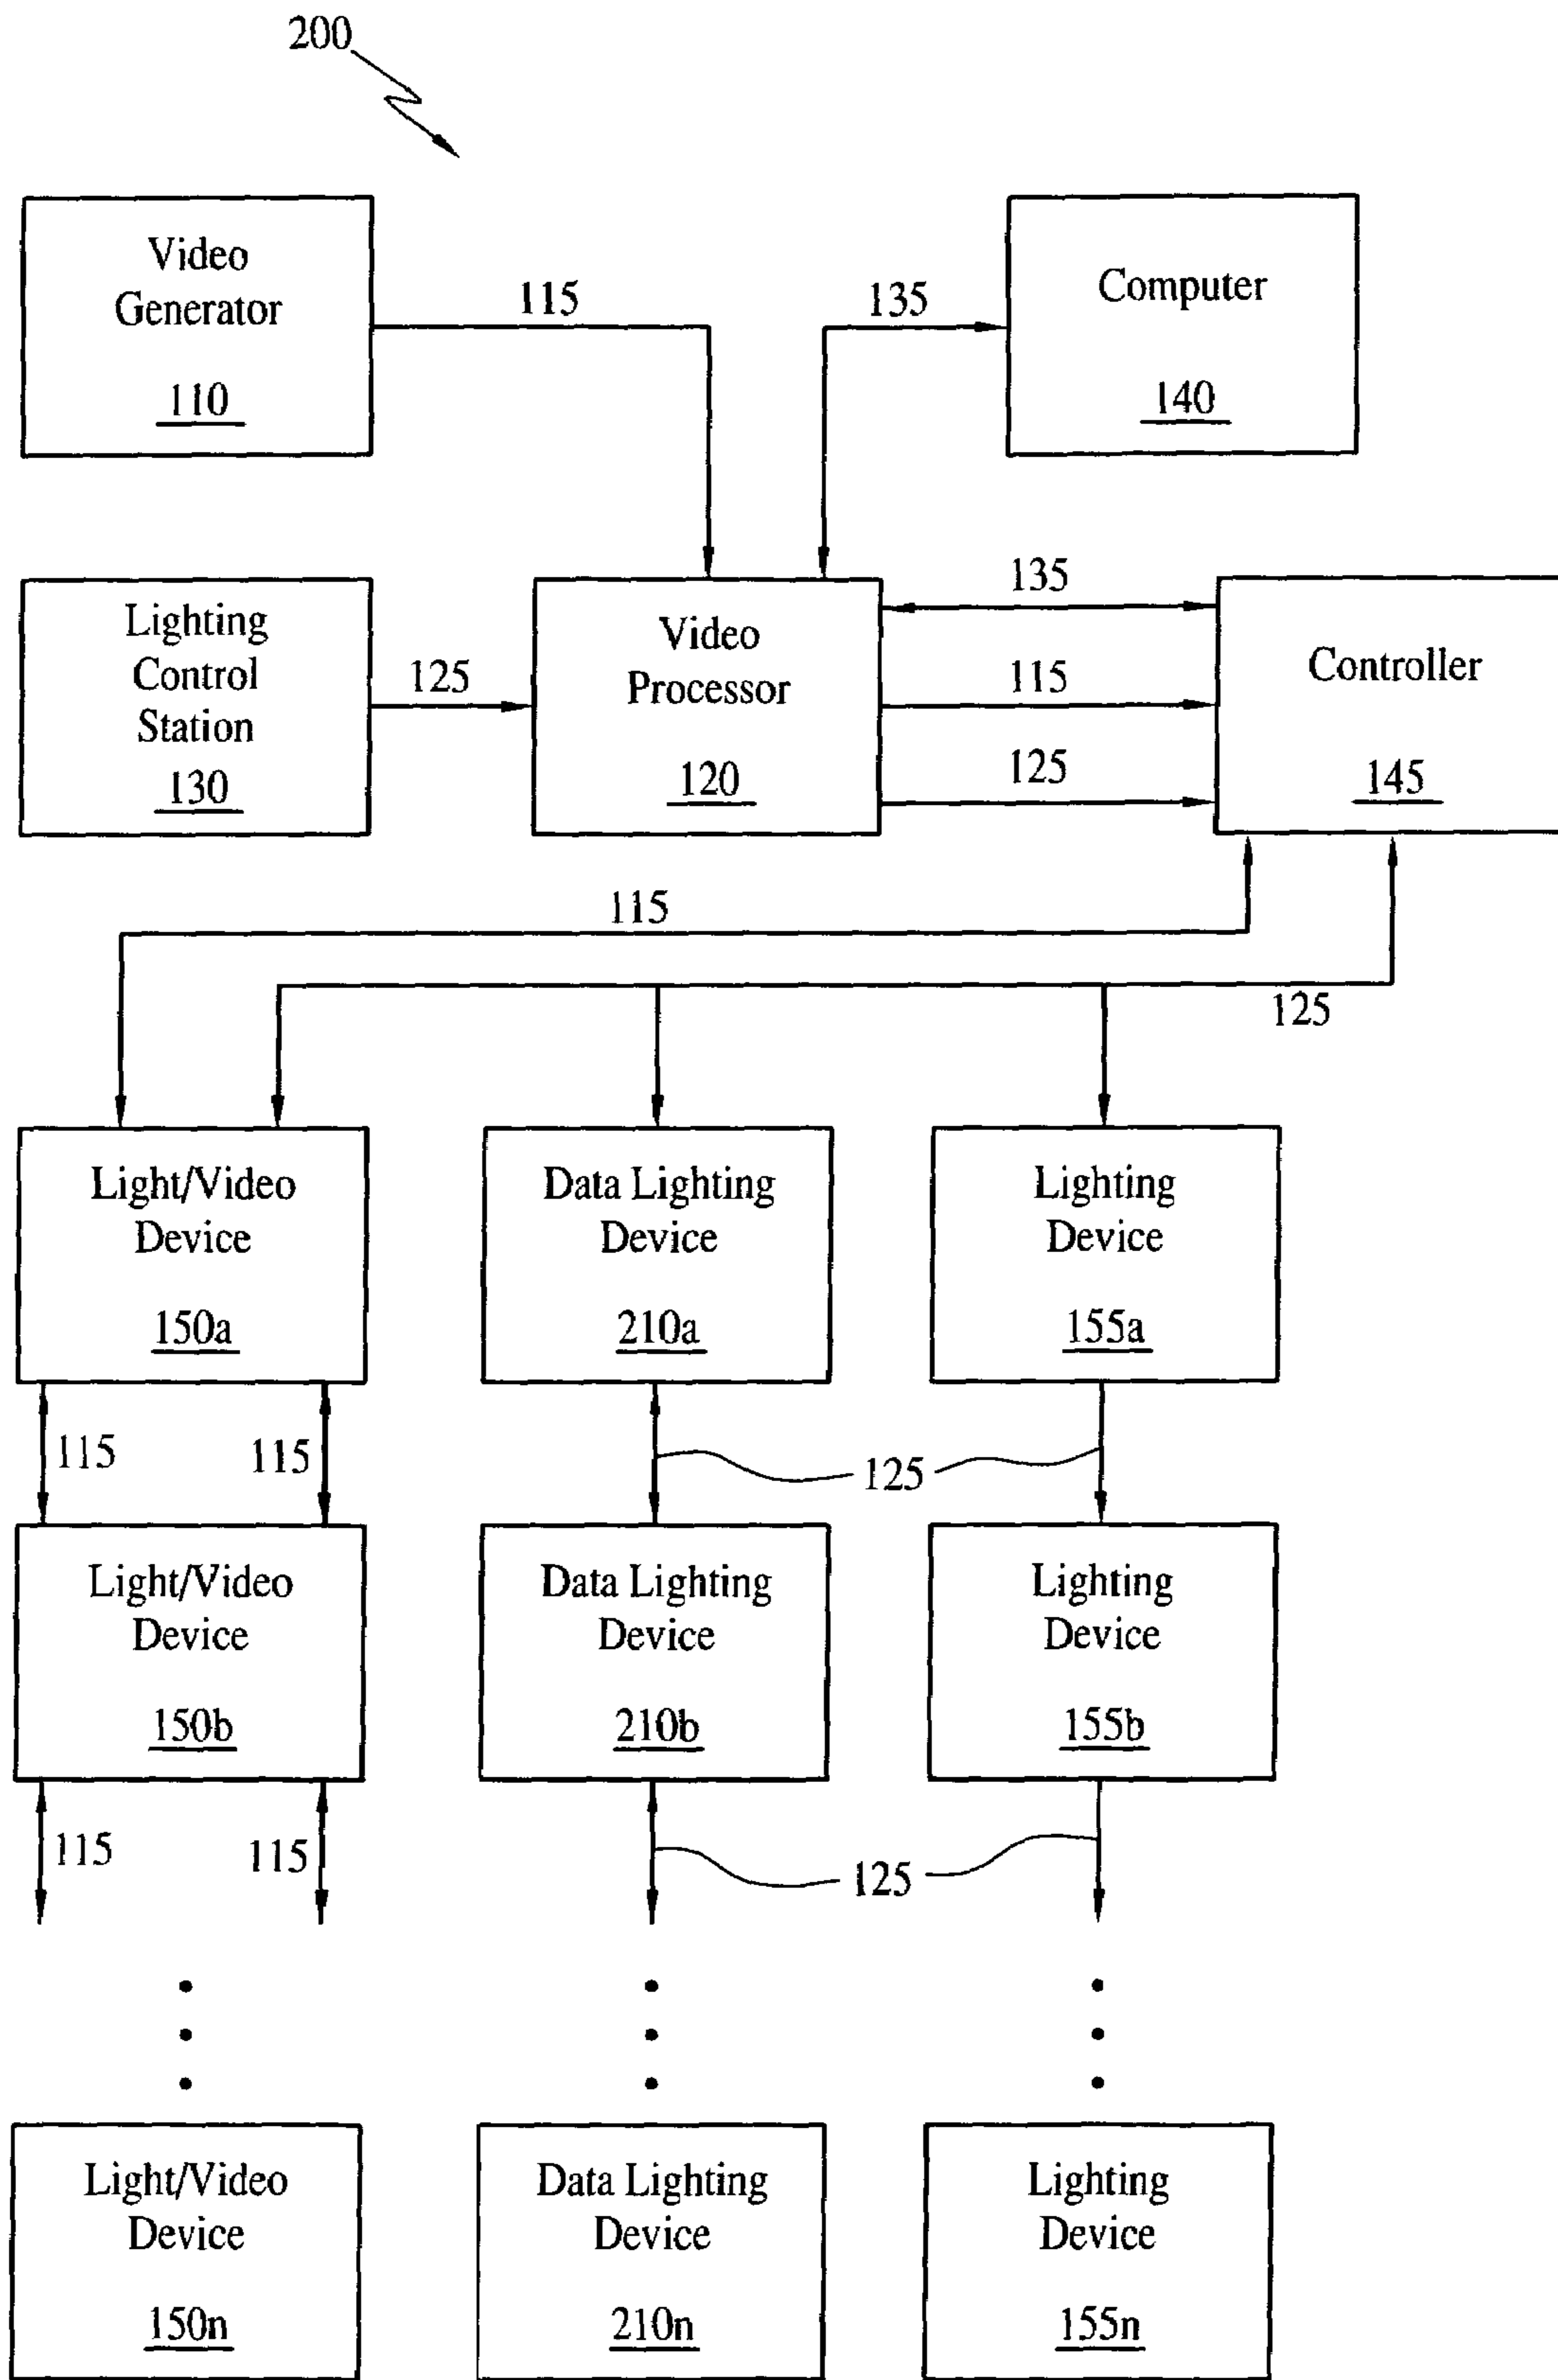 200
Video
Generator
110
115
135
Computer
140
Lighting
Control
Station
130
125
Video
Processor
120
135
115
125
Controller
145
115
125
Light/Video
Device
150a
Data Lighting
Device
210a
Lighting
Device
155a
115
115
125
Light/Video
Device
150b
Data Lighting
Device
210b
Lighting
Device
155b
115
115
125
Light/Video
Device
150n
Data Lighting
Device
210n
Lighting
Device
155n